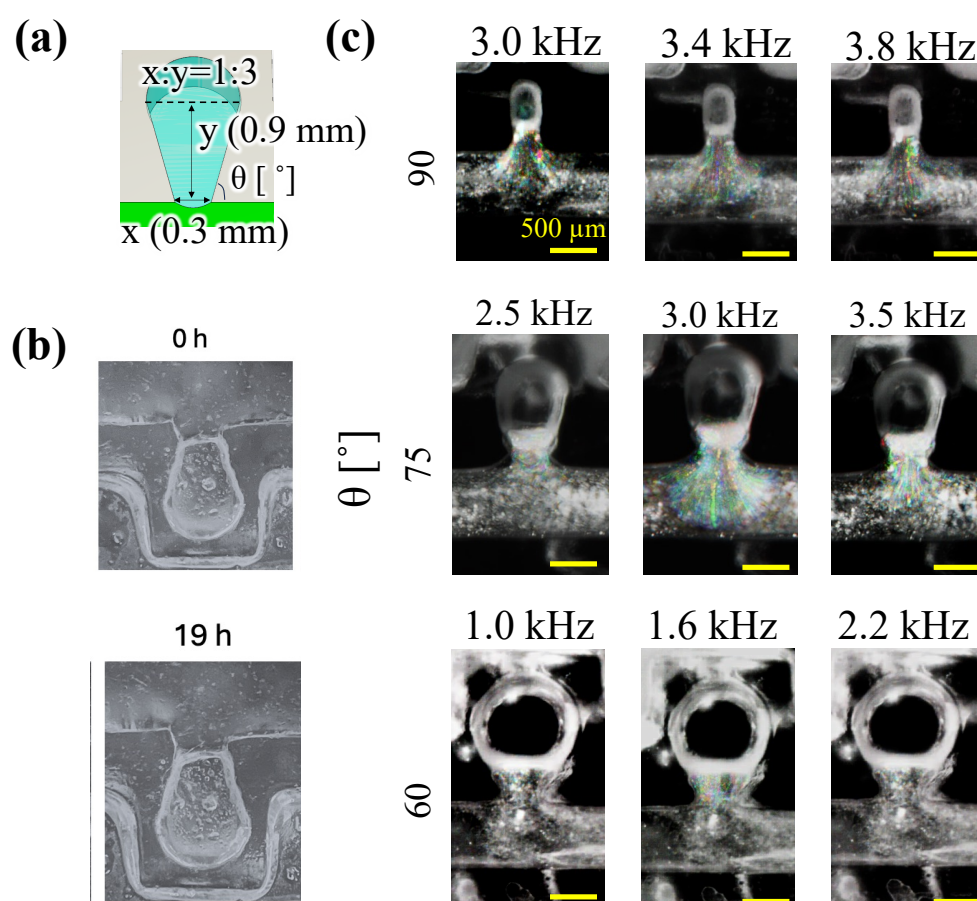 (a)
x:y=1:3
y (0.9 mm)
θ [ °]
x (0.3 mm)
(b)
0 h
19 h
(c)
3.0 kHz 3.4 kHz 3.8 kHz
90
500 µm
2.5 kHz 3.0 kHz 3.5 kHz
θ [°]
75
1.0 kHz 1.6 kHz 2.2 kHz
60